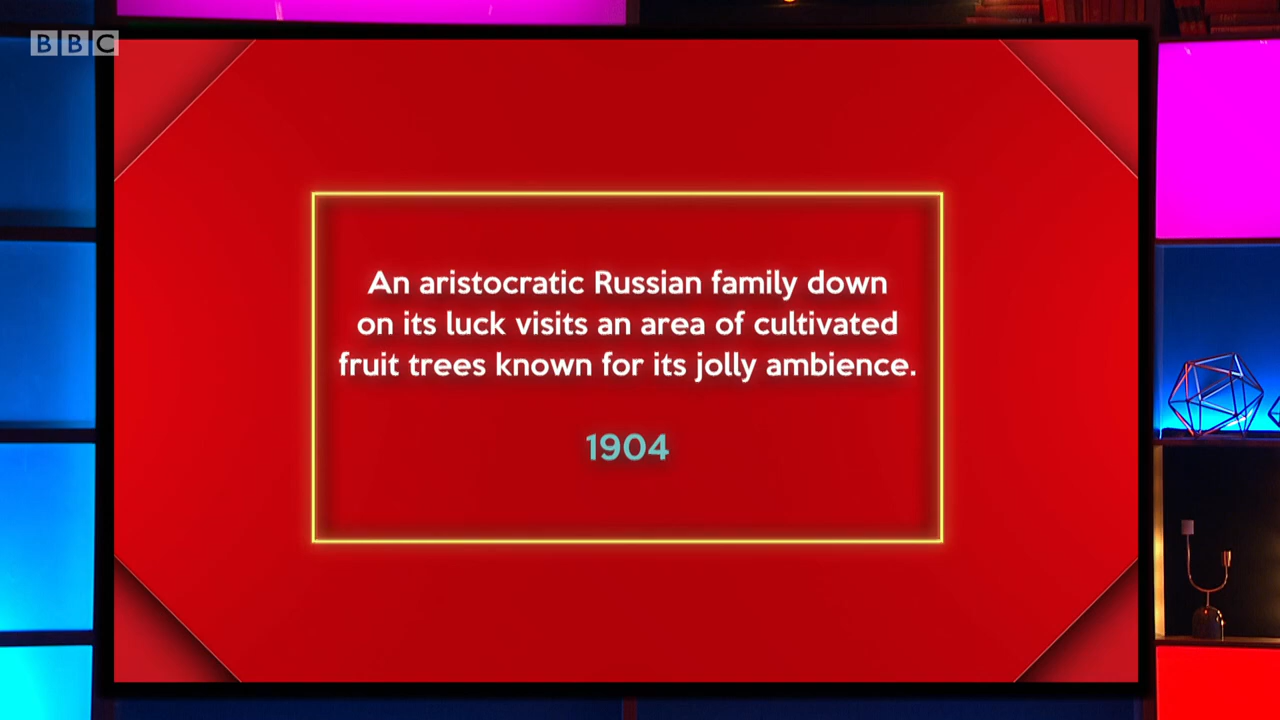 BBC
An aristocratic Russian family down
on its luck visits an area of cultivated
fruit trees known for its jolly ambience.
1904